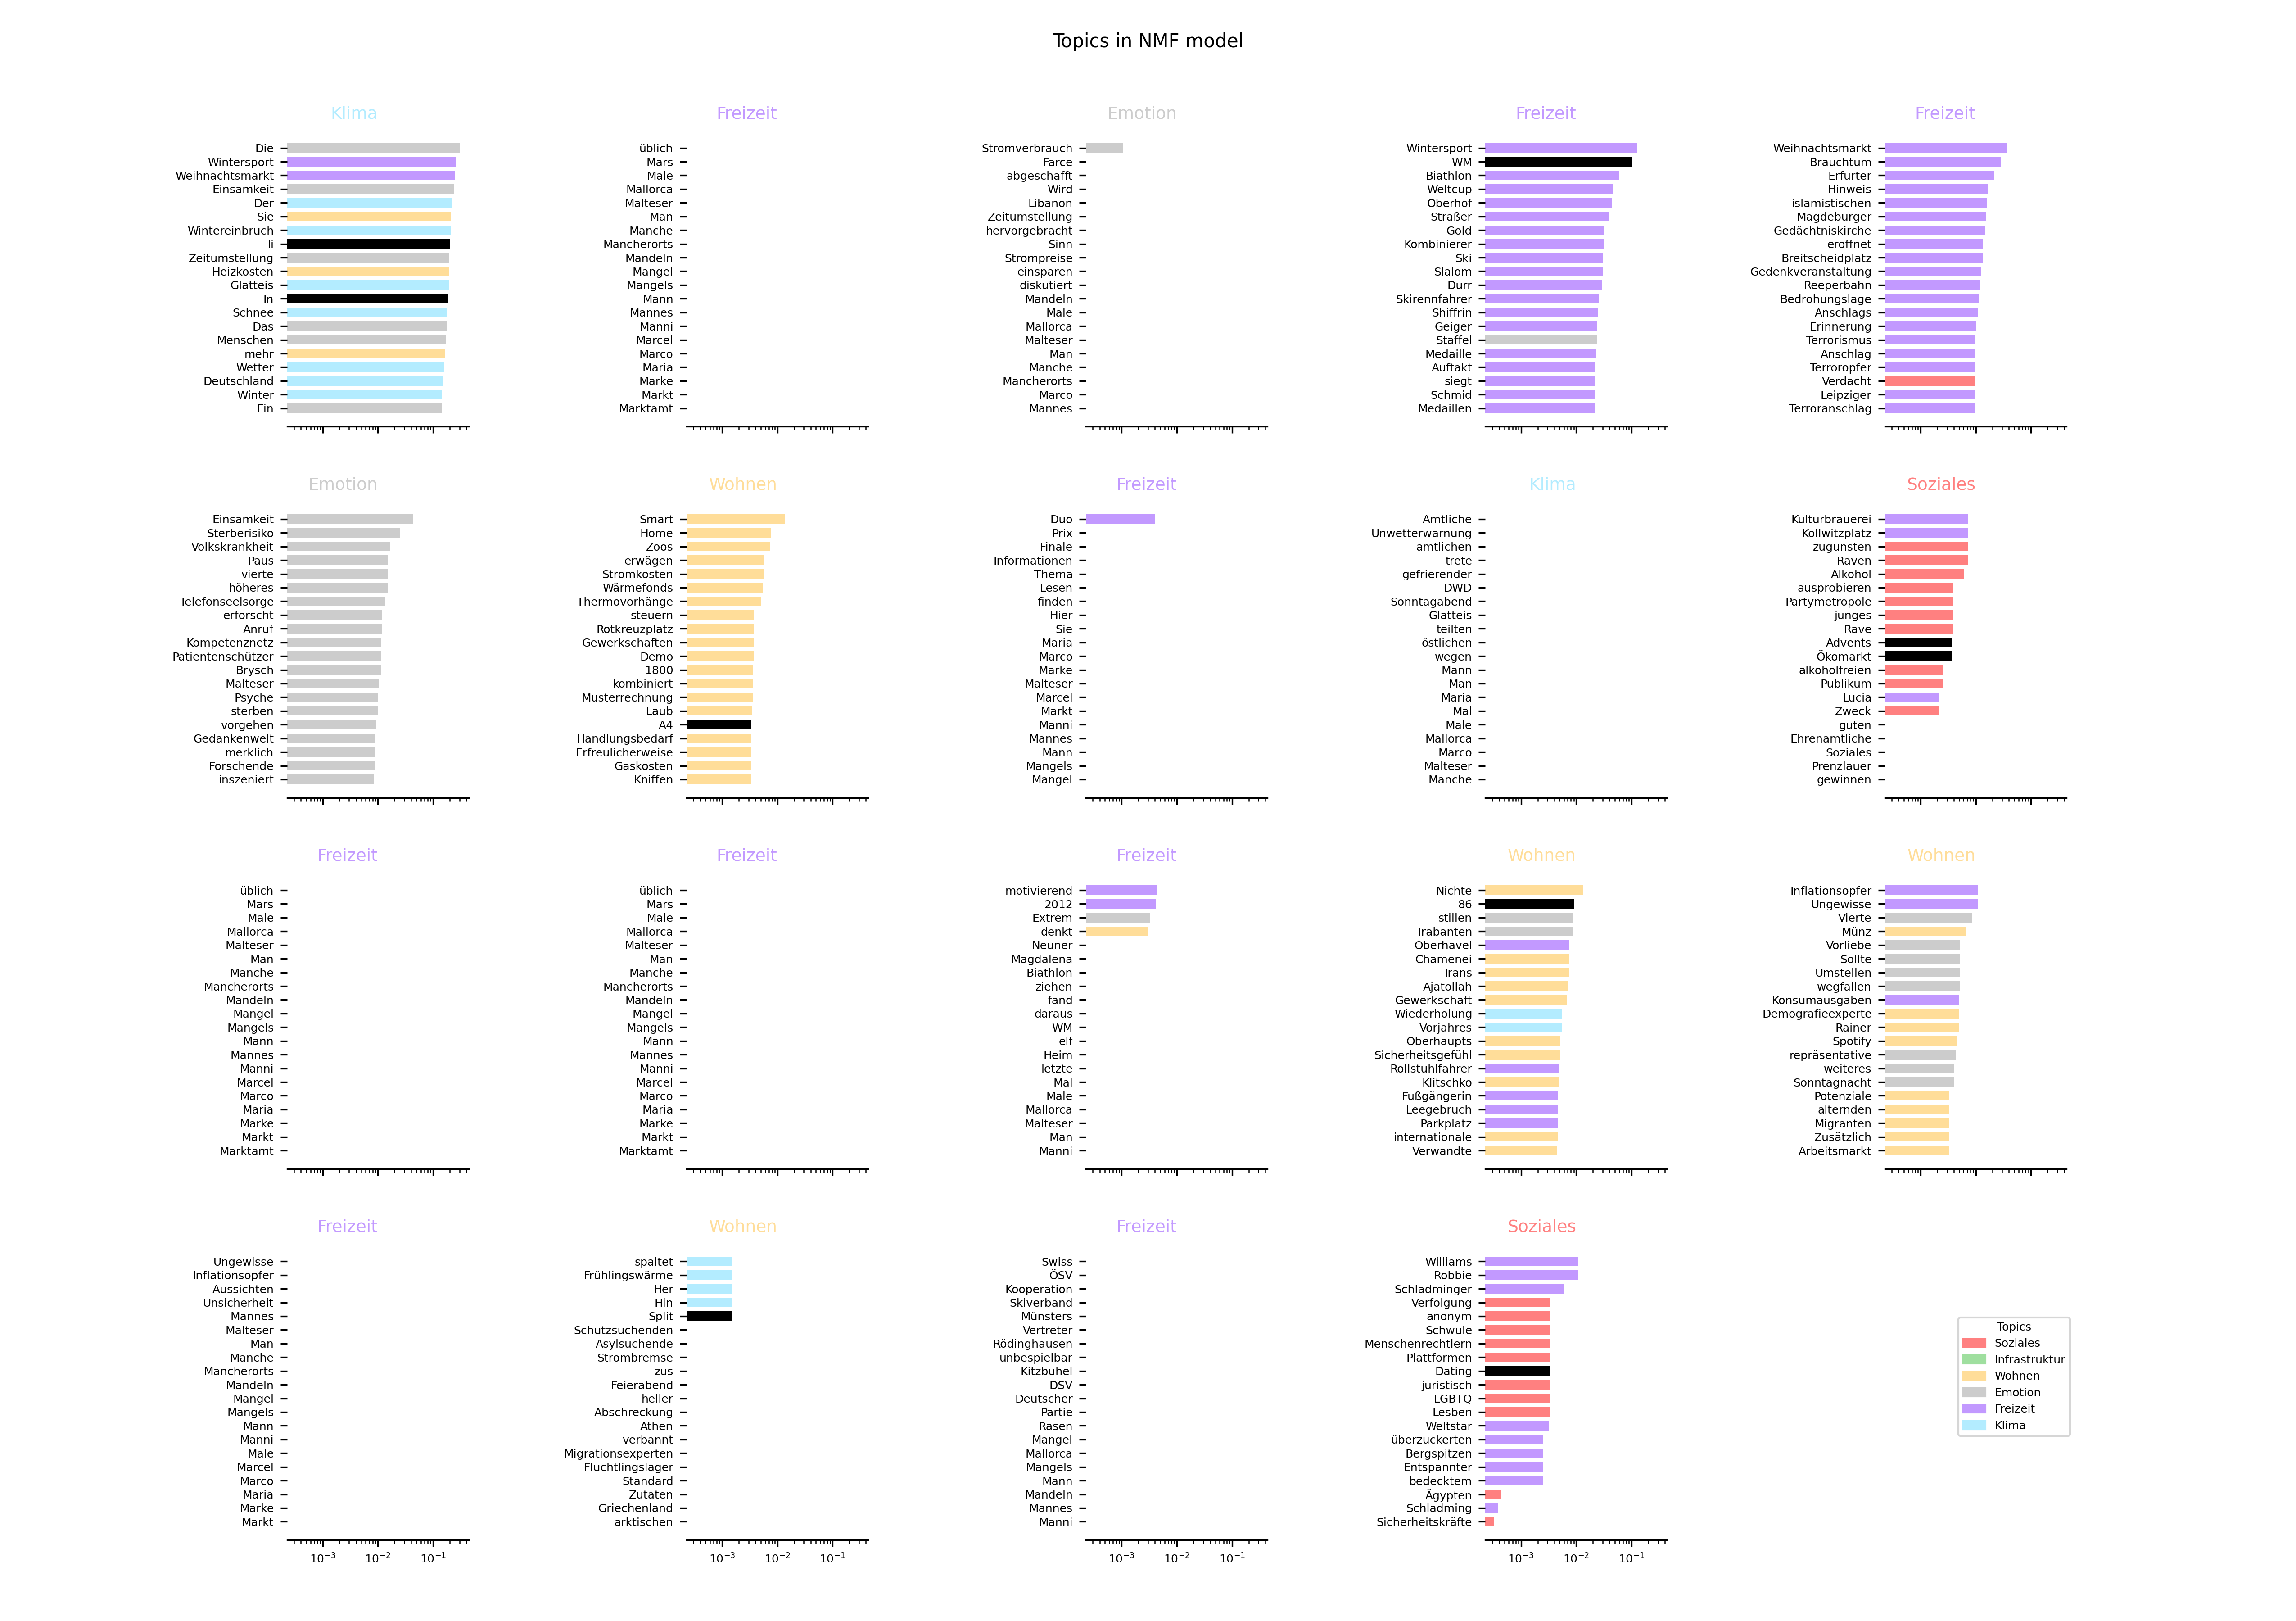 Topics in NMF model
Klima
Die
Wintersport
Weihnachtsmarkt
Einsamkeit
Der
Sie
Wintereinbruch
li
Zeitumstellung
Heizkosten
Glatteis
In
Schnee
Das
Menschen
mehr
Wetter
Deutschland
Winter
Ein
Freizeit
üblich
Mars
Male
Mallorca
Malteser
Man
Manche
Mancherorts
Mandeln
Mangel
Mangels
Mann
Mannes
Manni
Marcel
Marco
Maria
Marke
Markt
Marktamt
Emotion
Stromverbrauch
Farce
abgeschafft
Wird
Libanon
Zeitumstellung
hervorgebracht
Sinn
Strompreise
einsparen
diskutiert
Mandeln
Male
Mallorca
Malteser
Man
Manche
Mancherorts
Marco
Mannes
Freizeit
Wintersport
WM
Biathlon
Weltcup
Oberhof
Straßer
Gold
Kombinierer
Ski
Slalom
Dürr
Skirennfahrer
Shiffrin
Geiger
Staffel
Medaille
Auftakt
siegt
Schmid
Medaillen
Freizeit
Weihnachtsmarkt
Brauchtum
Erfurter
Hinweis
islamistischen
Magdeburger
Gedächtniskirche
eröffnet
Breitscheidplatz
Gedenkveranstaltung
Reeperbahn
Bedrohungslage
Anschlags
Erinnerung
Terrorismus
Anschlag
Terroropfer
Verdacht
Leipziger
Terroranschlag
Emotion
Einsamkeit
Sterberisiko
Volkskrankheit
Paus
vierte
höheres
Telefonseelsorge
erforscht
Anruf
Kompetenznetz
Patientenschützer
Brysch
Malteser
Psyche
sterben
vorgehen
Gedankenwelt
merklich
Forschende
inszeniert
Wohnen
Smart
Home
Zoos
erwägen
Stromkosten
Wärmefonds
Thermovorhänge
steuern
Rotkreuzplatz
Gewerkschaften
Demo
1800
kombiniert
Musterrechnung
Laub
A4
Handlungsbedarf
Erfreulicherweise
Gaskosten
Kniffen
Freizeit
Duo
Prix
Finale
Informationen
Thema
Lesen
finden
Hier
Sie
Maria
Marco
Marke
Malteser
Marcel
Markt
Manni
Mannes
Mann
Mangels
Mangel
Klima
Amtliche
Unwetterwarnung
amtlichen
trete
gefrierender
DWD
Sonntagabend
Glatteis
teilten
östlichen
wegen
Mann
Man
Maria
Mal
Male
Mallorca
Marco
Malteser
Manche
Soziales
Kulturbrauerei
Kollwitzplatz
zugunsten
Raven
Alkohol
ausprobieren
Partymetropole
junges
Rave
Advents
Ökomarkt
alkoholfreien
Publikum
Lucia
Zweck
guten
Ehrenamtliche
Soziales
Prenzlauer
gewinnen
Freizeit
üblich
Mars
Male
Mallorca
Malteser
Man
Manche
Mancherorts
Mandeln
Mangel
Mangels
Mann
Mannes
Manni
Marcel
Marco
Maria
Marke
Markt
Marktamt
Freizeit
üblich
Mars
Male
Mallorca
Malteser
Man
Manche
Mancherorts
Mandeln
Mangel
Mangels
Mann
Mannes
Manni
Marcel
Marco
Maria
Marke
Markt
Marktamt
Freizeit
motivierend
2012
Extrem
denkt
Neuner
Magdalena
Biathlon
ziehen
fand
daraus
WM
elf
Heim
letzte
Mal
Male
Mallorca
Malteser
Man
Manni
Wohnen
Nichte
86
stillen
Trabanten
Oberhavel
Chamenei
Irans
Ajatollah
Gewerkschaft
Wiederholung
Vorjahres
Oberhaupts
Sicherheitsgefühl
Rollstuhlfahrer
Klitschko
Fußgängerin
Leegebruch
Parkplatz
internationale
Verwandte
Wohnen
Inflationsopfer
Ungewisse
Vierte
Münz
Vorliebe
Sollte
Umstellen
wegfallen
Konsumausgaben
Demografieexperte
Rainer
Spotify
repräsentative
weiteres
Sonntagnacht
Potenziale
alternden
Migranten
Zusätzlich
Arbeitsmarkt
Freizeit
Ungewisse
Inflationsopfer
Aussichten
Unsicherheit
Mannes
Malteser
Man
Manche
Mancherorts
Mandeln
Mangel
Mangels
Mann
Manni
Male
Marcel
Marco
Maria
Marke
Markt
10⁻³ 10⁻² 10⁻¹
Wohnen
spaltet
Frühlingswärme
Her
Hin
Split
Schutzsuchenden
Asylsuchende
Strombremse
zus
Feierabend
heller
Abschreckung
Athen
verbannt
Migrationsexperten
Flüchtlingslager
Standard
Zutaten
Griechenland
arktischen
10⁻³ 10⁻² 10⁻¹
Freizeit
Swiss
ÖSV
Kooperation
Skiverband
Münsters
Vertreter
Rödinghausen
unbespielbar
Kitzbühel
DSV
Deutscher
Partie
Rasen
Mangel
Mallorca
Mangels
Mann
Mandeln
Mannes
Manni
10⁻³ 10⁻² 10⁻¹
Soziales
Williams
Robbie
Schladminger
Verfolgung
anonym
Schwule
Menschenrechtlern
Plattformen
Dating
juristisch
LGBTQ
Lesben
Weltstar
überzuckerten
Bergspitzen
Entspannter
bedecktem
Ägypten
Schladming
Sicherheitskräfte
10⁻³ 10⁻² 10⁻¹
Topics
Soziales
Infrastruktur
Wohnen
Emotion
Freizeit
Klima